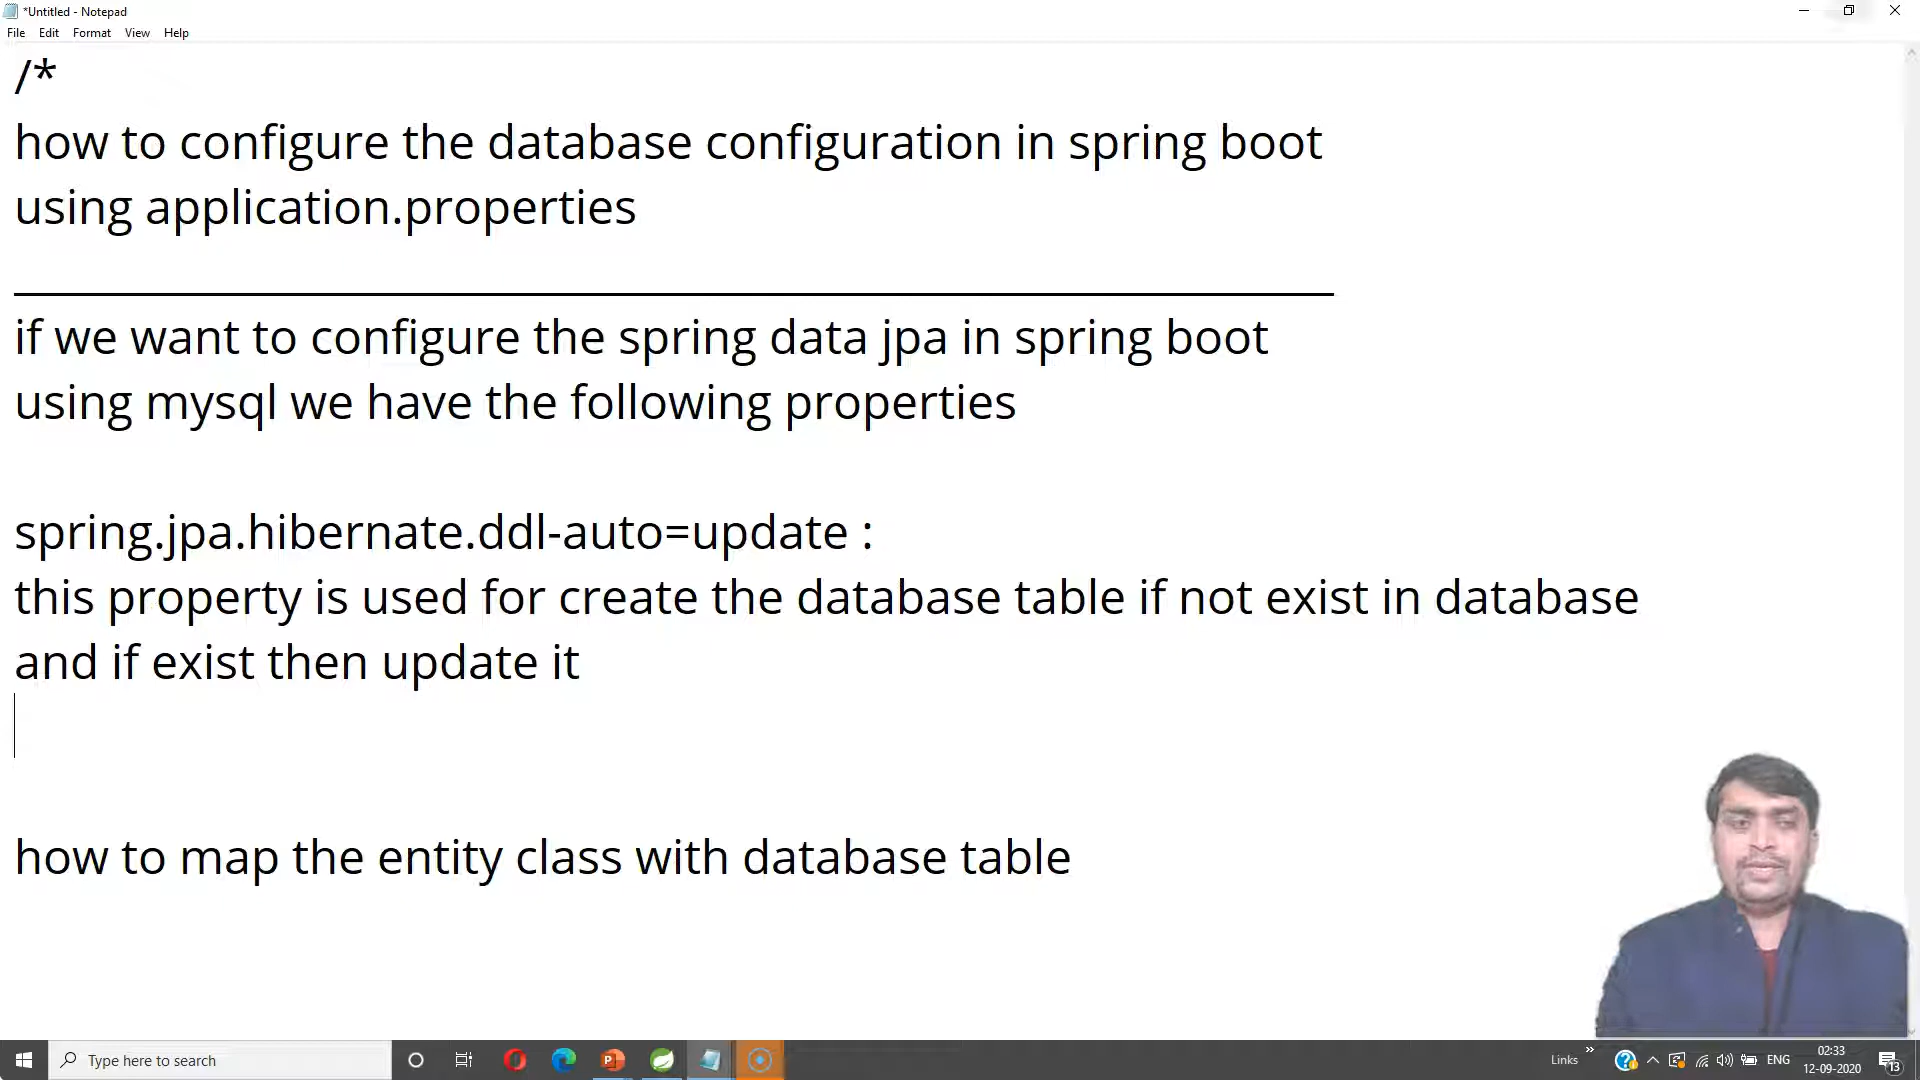 *Untitled - Notepad
File Edit Format View Help
/*
how to configure the database configuration in spring boot
using application.properties
if we want to configure the spring data jpa in spring boot
using mysql we have the following properties
spring.jpa.hibernate.ddl-auto=update :
this property is used for create the database table if not exist in database
and if exist then update it
how to map the entity class with database table
Type here to search
Links
ENG
02:33
12-09-2020
13